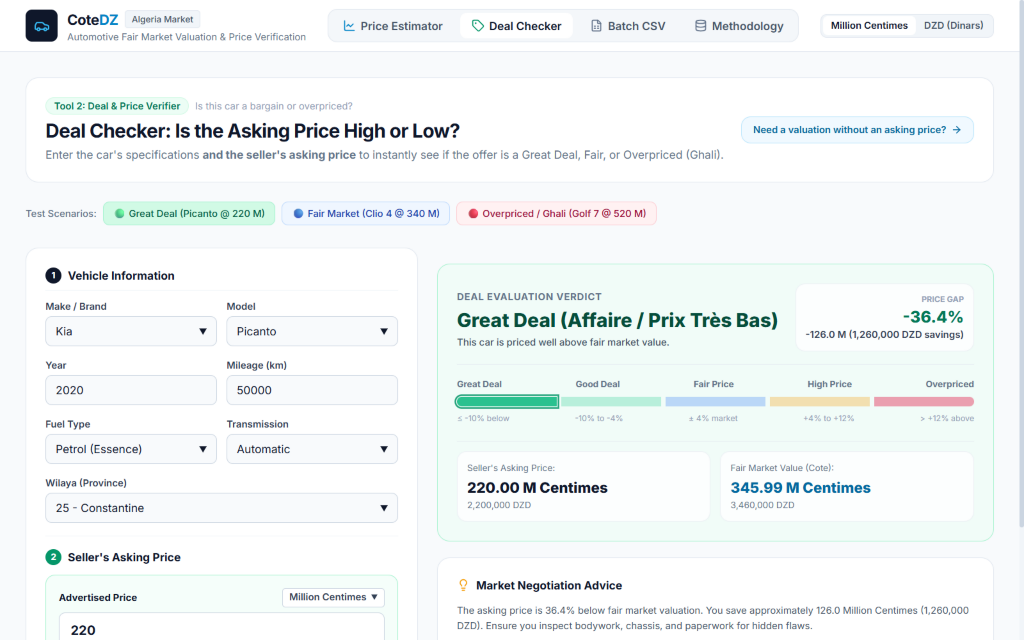 CoteDZ Algeria Market
Automotive Fair Market Valuation & Price Verification
Price Estimator
Deal Checker
Batch CSV
Methodology
Million Centimes
DZD (Dinars)
Tool 2: Deal & Price Verifier Is this car a bargain or overpriced?
Deal Checker: Is the Asking Price High or Low?
Enter the car's specifications and the seller's asking price to instantly see if the offer is a Great Deal, Fair, or Overpriced (Ghali).
Need a valuation without an asking price? →
Test Scenarios: Great Deal (Picanto @ 220 M) Fair Market (Clio 4 @ 340 M) Overpriced / Ghali (Golf 7 @ 520 M)
1 Vehicle Information
Make / Brand Model
Kia ▼ Picanto ▼
Year Mileage (km)
2020 50000
Fuel Type Transmission
Petrol (Essence) ▼ Automatic ▼
Wilaya (Province)
25 - Constantine ▼
2 Seller's Asking Price
Advertised Price Million Centimes ▼
220
DEAL EVALUATION VERDICT
Great Deal (Affaire / Prix Très Bas)
This car is priced well above fair market value.
PRICE GAP
-36.4%
-126.0 M (1,260,000 DZD savings)
Great Deal Good Deal Fair Price High Price Overpriced
≤ -10% below -10% to -4% ± 4% market +4% to +12% > +12% above
Seller's Asking Price:
220.00 M Centimes
2,200,000 DZD
Fair Market Value (Cote):
345.99 M Centimes
3,460,000 DZD
Market Negotiation Advice
The asking price is 36.4% below fair market valuation. You save approximately 126.0 Million Centimes (1,260,000
DZD). Ensure you inspect bodywork, chassis, and paperwork for hidden flaws.